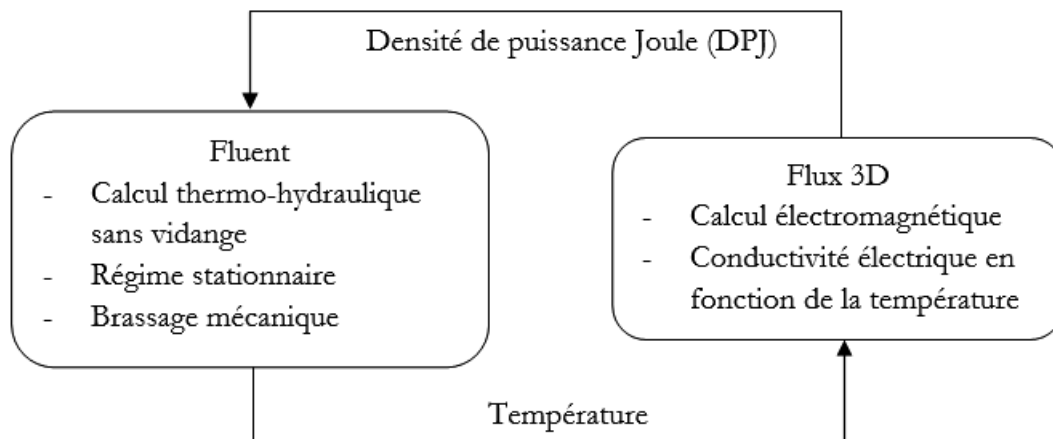 Densité de puissance Joule (DPJ)
Fluent
- Calcul thermo-hydraulique
sans vidange
- Régime stationnaire
- Brassage mécanique
Flux 3D
- Calcul électromagnétique
- Conductivité électrique en
fonction de la température
Température